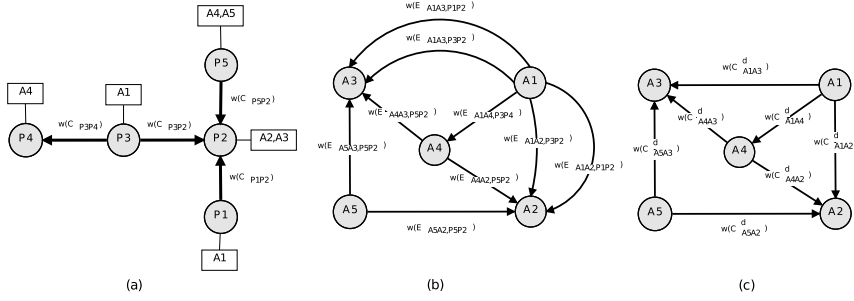 A4,A5
P5
w(C P5P2)
A4
A1
P4
w(C P3P4)
P3
w(C P3P2)
P2
A2,A3
w(C P1P2)
P1
A1
(a)
w(E A1A3,P1P2)
w(E A1A3,P3P2)
A3
A1
w(E A4A3,P5P2)
w(E A1A4,P3P4)
w(E A5A3,P5P2)
A4
w(E A1A2,P3P2)
w(E A1A2,P1P2)
w(E A4A2,P5P2)
A5
A2
w(E A5A2,P5P2)
(b)
w(C d A1A3)
A3
A1
w(C d A4A3)
w(C d A1A4)
w(C d A5A3)
A4
w(C d A1A2
w(C d A4A2)
A5
A2
w(C d A5A2)
(c)